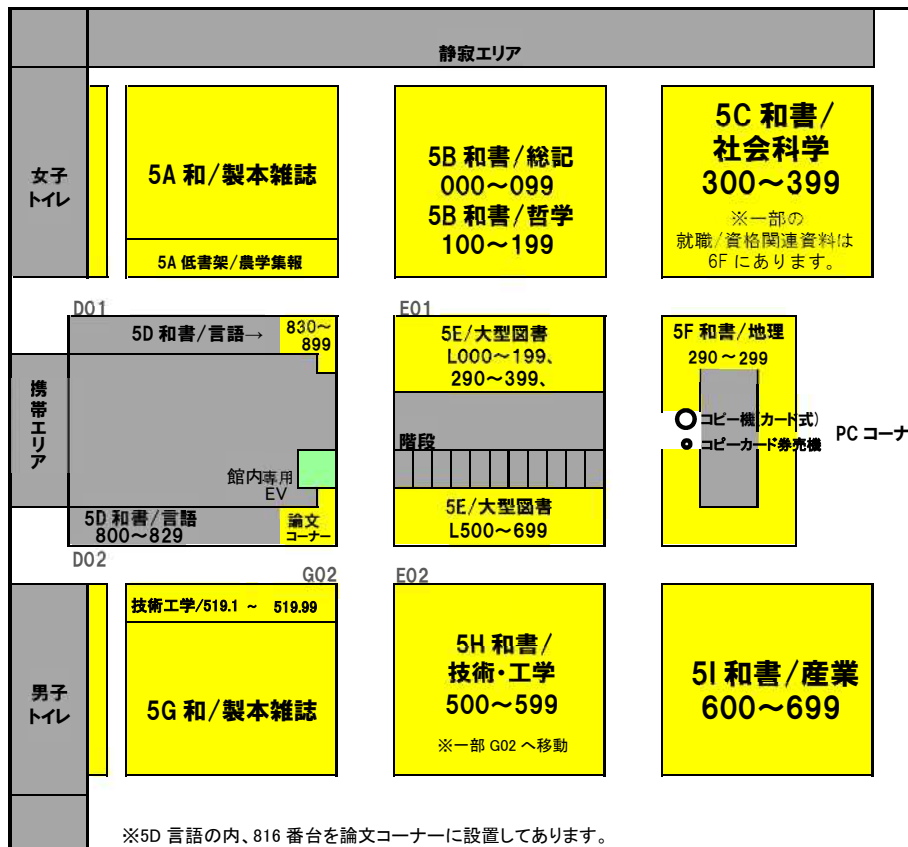 静寂エリア
女子
トイレ
5A 和/製本雑誌
5A 低書架/農学集報
5B 和書/総記
000～099
5B 和書/哲学
100～199
5C 和書/
社会科学
300～399
※一部の
就職/資格関連資料は
6F にあります。
D01
5D 和書/言語→
830～
899
携帯エリア
館内専用
EV
5D 和書/言語
800～829
論文
コーナー
D02
E01
5E/大型図書
L000～199、
290～399、
階段
5E/大型図書
L500～699
E02
5F 和書/地理
290～299
コピー機(カード式)
コピーカード券売機
PC コーナ
男子
トイレ
G02
技術工学/519.1 ~ 519.99
5G 和/製本雑誌
5H 和書/
技術・工学
500～599
※一部 G02 へ移動
5I 和書/産業
600～699
※5D 言語の内、816 番台を論文コーナーに設置してあります。